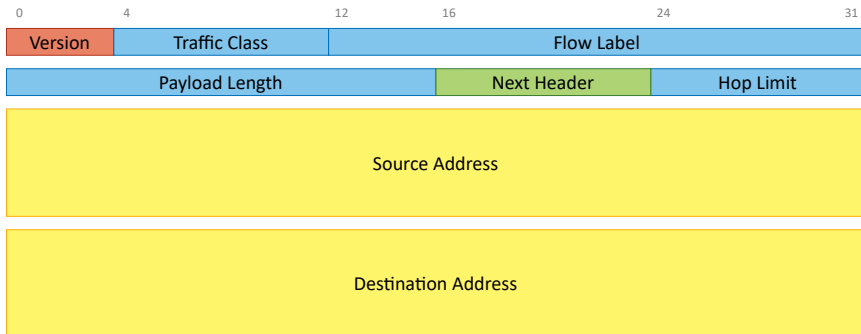 0 4 12 16 24 31
Version Traffic Class Flow Label
Payload Length Next Header Hop Limit
Source Address
Destination Address